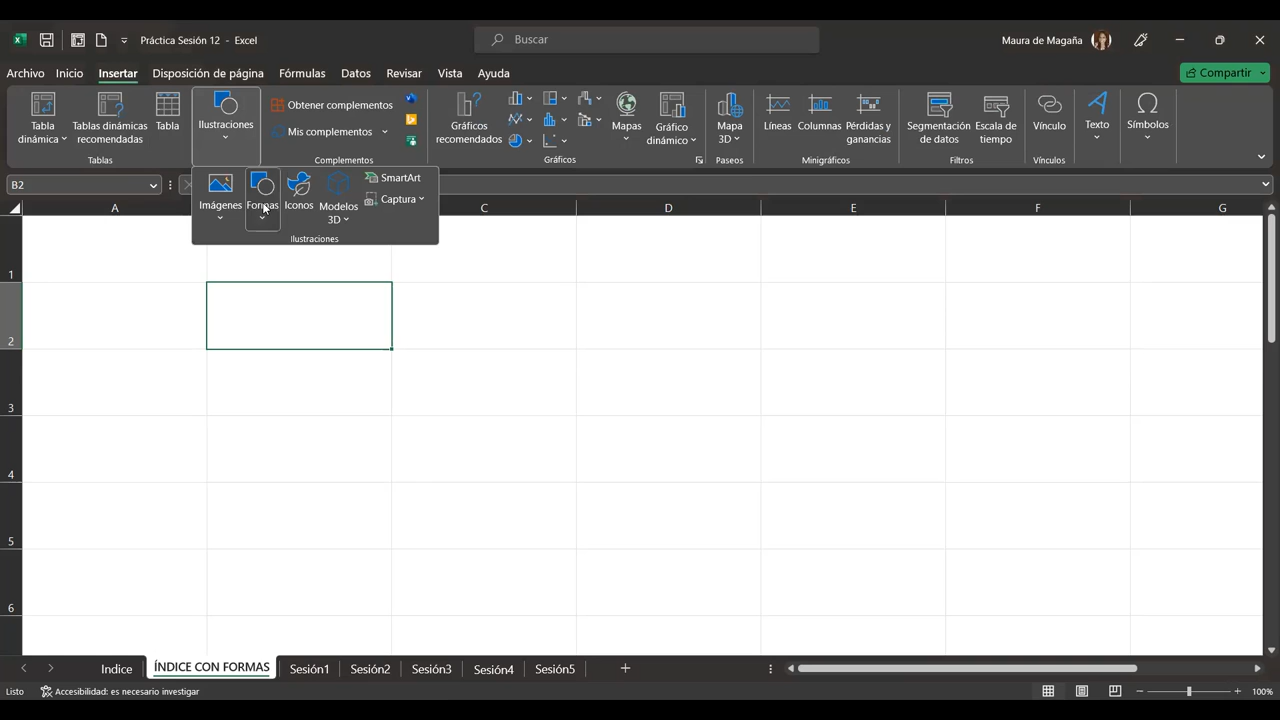 Práctica Sesión 12 - Excel
Buscar
Maura de Magaña
Archivo Inicio Insertar Disposición de página Fórmulas Datos Revisar Vista Ayuda
Compartir
Tabla dinámica
Tablas dinámicas recomendadas
Tabla
Tablas
Ilustraciones
Obtener complementos
Mis complementos
Complementos
Gráficos recomendados
Mapas
Gráfico dinámico
Gráficos
Mapa 3D
Paseos
Líneas
Columnas
Pérdidas y ganancias
Minigráficos
Segmentación de datos
Escala de tiempo
Filtros
Vínculo
Vínculos
Texto
Símbolos
B2
Imágenes
Formas
Iconos
Modelos 3D
SmartArt
Captura
Ilustraciones
A C D E F G
1
2
3
4
5
6
Indice ÍNDICE CON FORMAS Sesión1 Sesión2 Sesión3 Sesión4 Sesión5
Listo Accesibilidad: es necesario investigar 100%